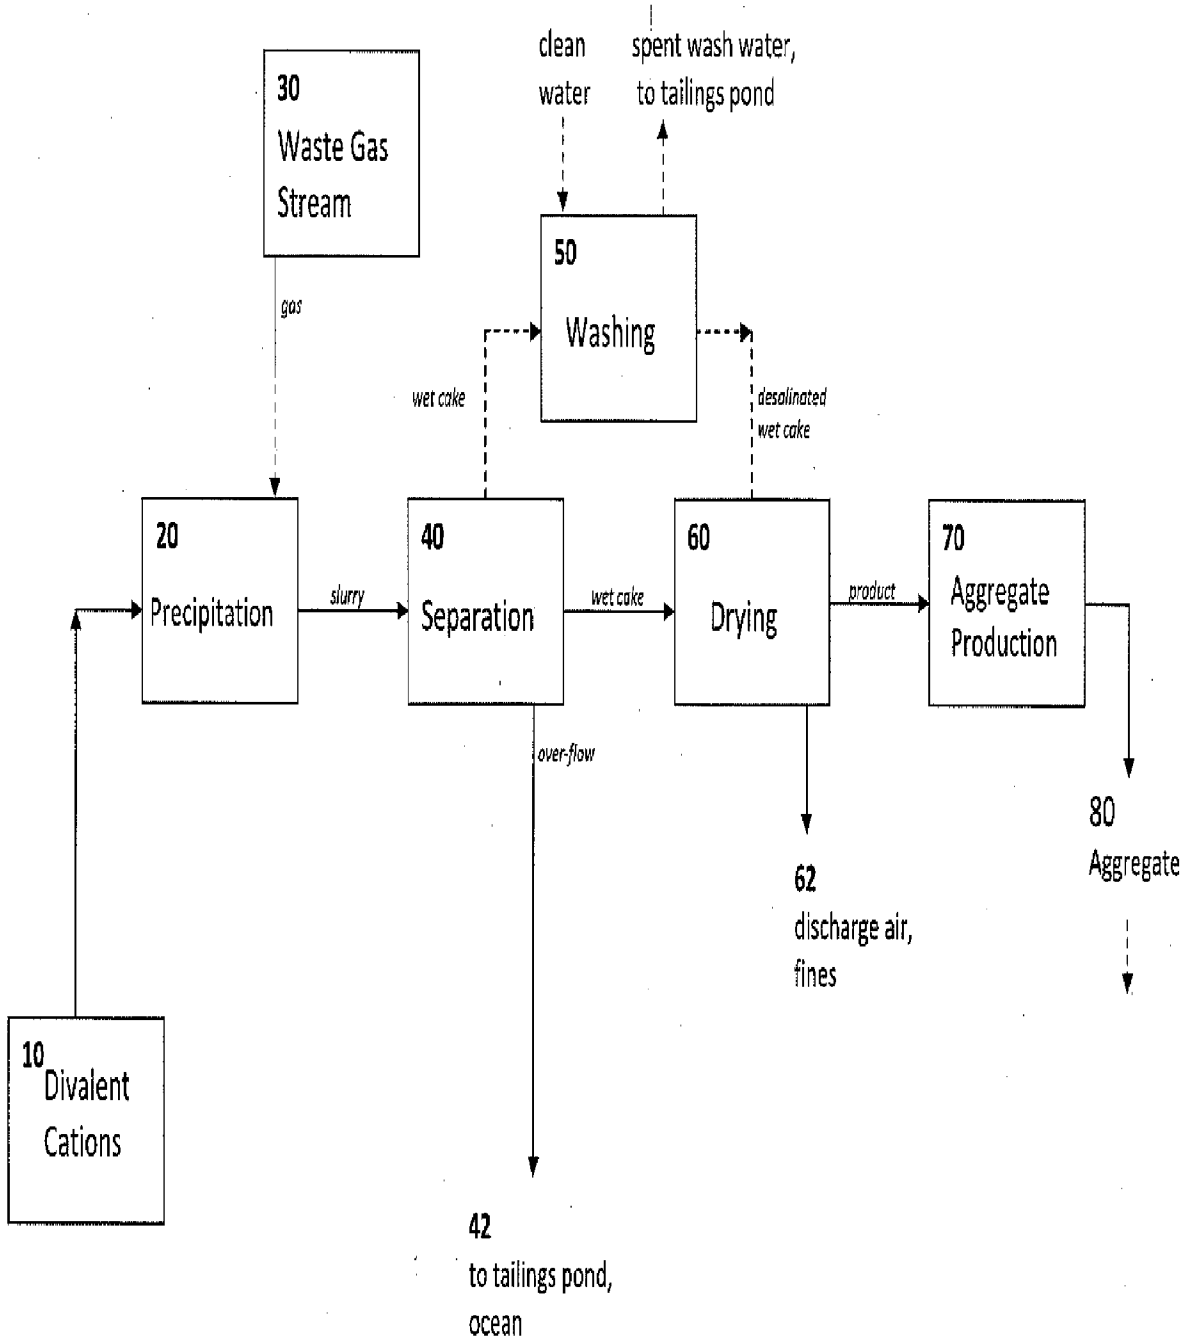 clean
water
spent wash water,
to tailings pond
30
Waste Gas
Stream
gas
50
Washing
wet cake
desalinated
wet cake
20
Precipitation
slurry
40
Separation
wet cake
60
Drying
product
70
Aggregate
Production
over-flow
80
Aggregate
62
discharge air,
fines
10
Divalent
Cations
42
to tailings pond,
ocean